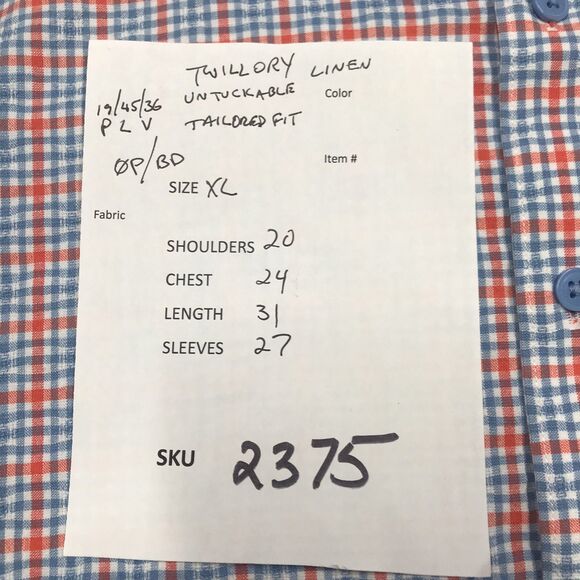 TWILLORY LINEN
19/45/36 UNTUCKABLE Color
P L V TAILORED FIT
ØP/BD Item #
SIZE XL
Fabric
SHOULDERS 20
CHEST 24
LENGTH 31
SLEEVES 27
SKU 2375